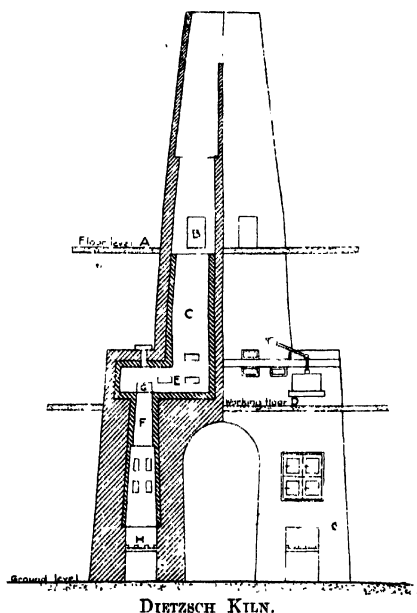 Floor level A
B
C
G
E
F
Working floor D
H
Ground level
DIETZSCH KILN.